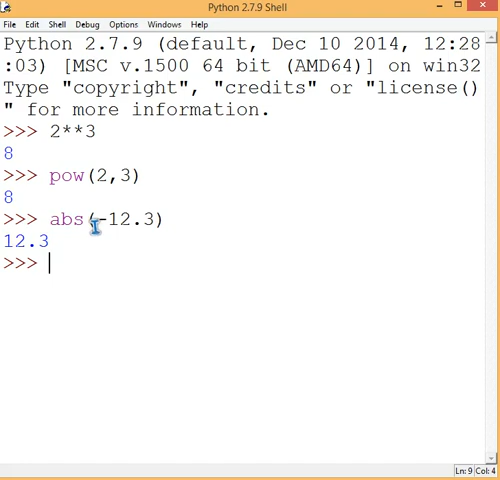 Python 2.7.9 Shell
File Edit Shell Debug Options Windows Help
Python 2.7.9 (default, Dec 10 2014, 12:28
:03) [MSC v.1500 64 bit (AMD64)] on win32
Type "copyright", "credits" or "license()
" for more information.
>>> 2**3
8
>>> pow(2,3)
8
>>> abs(-12.3)
12.3
>>>
Ln: 9 Col: 4